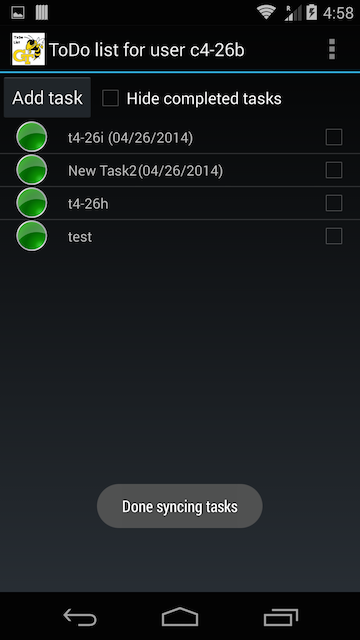 4:58
ToDo list for user c4-26b
Add task
Hide completed tasks
t4-26i (04/26/2014)
New Task2(04/26/2014)
t4-26h
test
Done syncing tasks